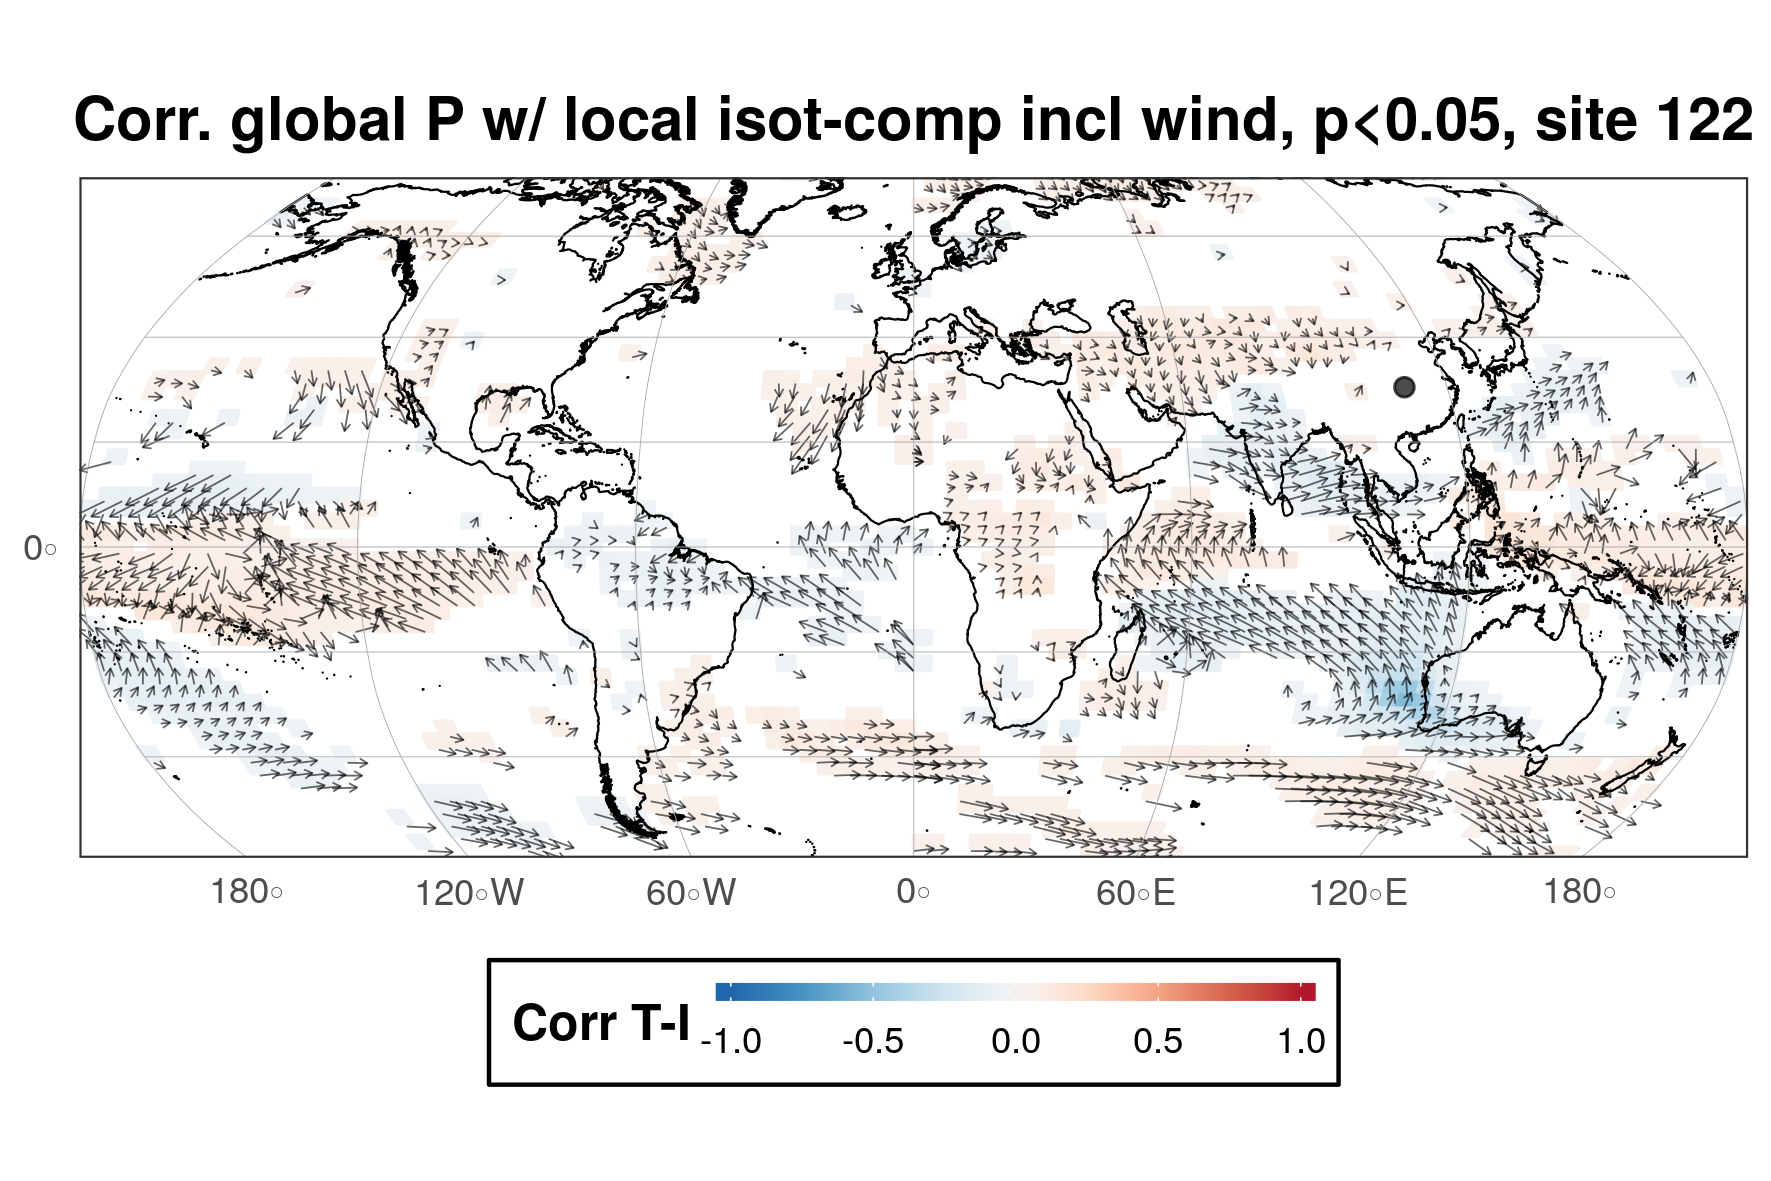 Corr. global P w/ local isot-comp incl wind, p<0.05, site 122
0°
180° 120°W 60°W 0° 60°E 120°E 180°
Corr T-I
-1.0 -0.5 0.0 0.5 1.0